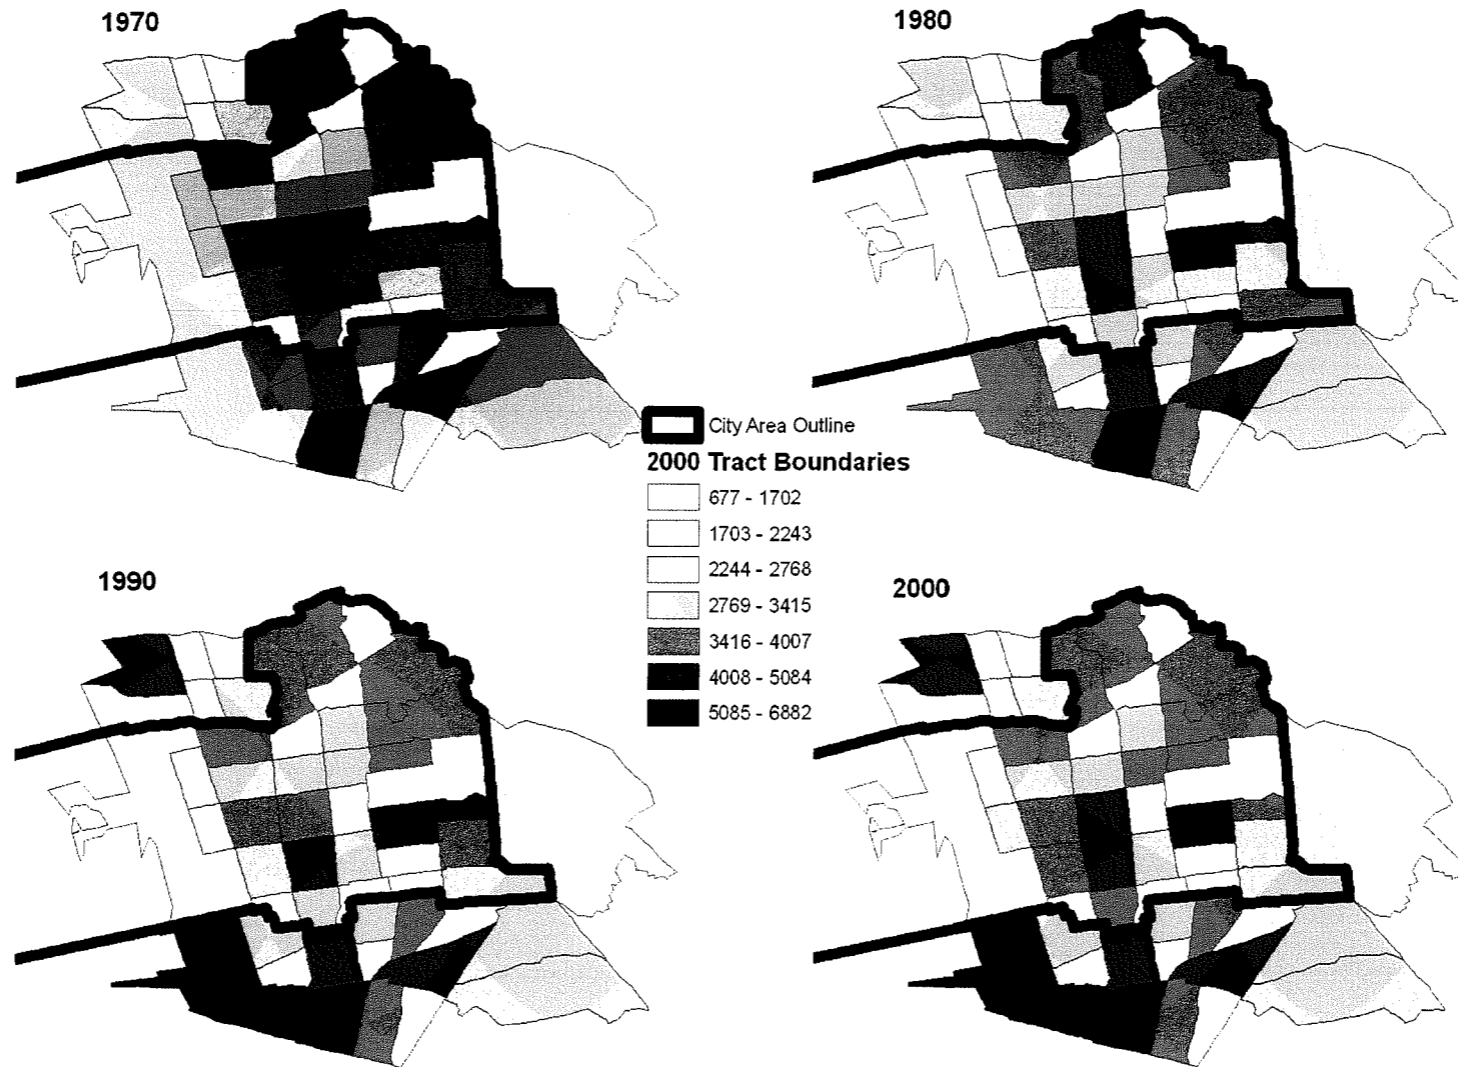 1970
1980
City Area Outline
2000 Tract Boundaries
677 - 1702
1703 - 2243
2244 - 2768
2769 - 3415
3416 - 4007
4008 - 5084
5085 - 6882
1990
2000